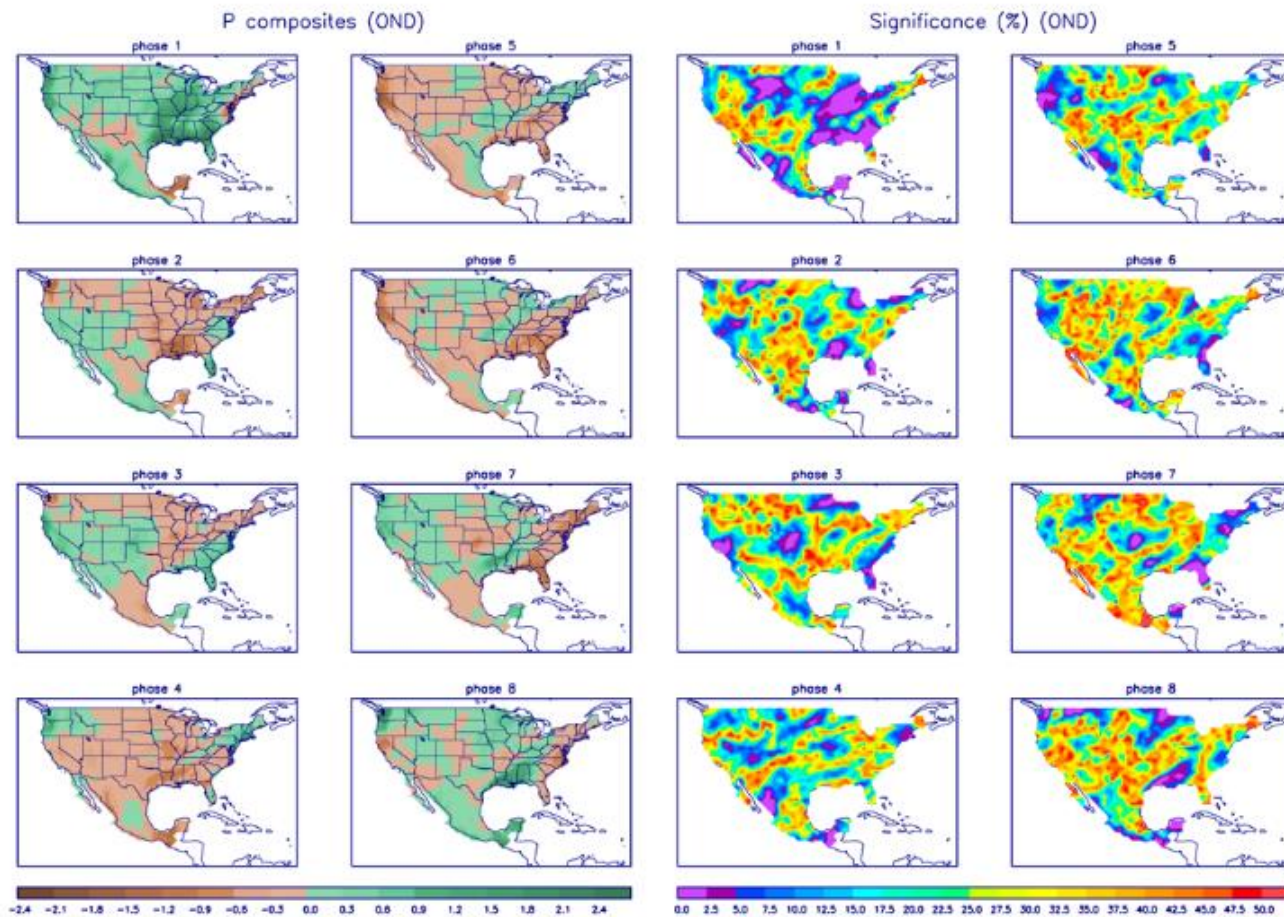 P composites (OND)
Significance (%) (OND)
phase 1
phase 5
phase 1
phase 5
phase 2
phase 6
phase 2
phase 6
phase 3
phase 7
phase 3
phase 7
phase 4
phase 8
phase 4
phase 8
-2.4 -2.1 -1.8 -1.5 -1.2 -0.9 -0.6 -0.3 0.0 0.3 0.6 0.9 1.2 1.5 1.8 2.1 2.4
0.0 2.5 5.0 7.5 10.0 12.5 15.0 17.5 20.0 22.5 25.0 27.5 30.0 32.5 35.0 37.5 40.0 42.5 45.0 47.5 50.0